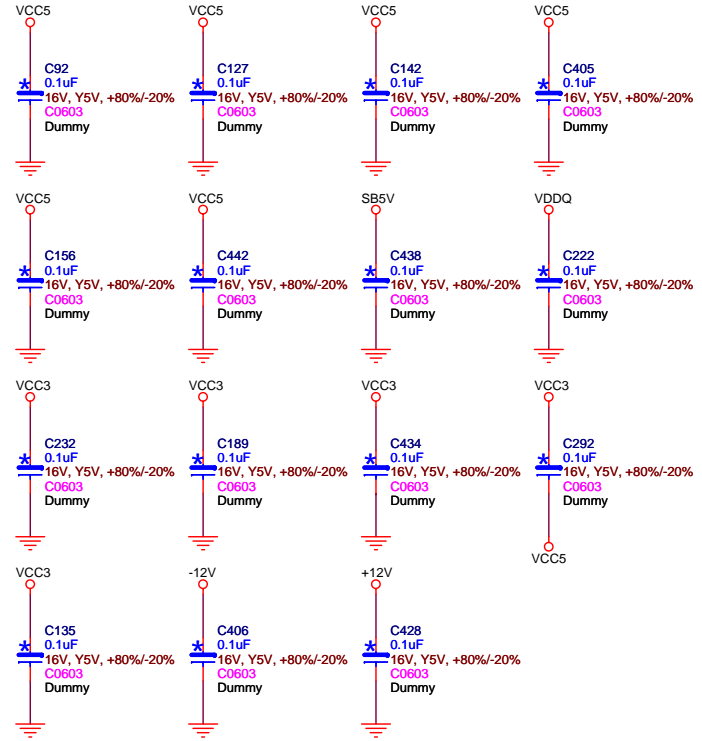 VCC5
VCC5
VCC5
VCC5
C92
0.1uF
16V, Y5V, +80%/-20%
C0603
Dummy
C127
0.1uF
16V, Y5V, +80%/-20%
C0603
Dummy
C142
0.1uF
16V, Y5V, +80%/-20%
C0603
Dummy
C405
0.1uF
16V, Y5V, +80%/-20%
C0603
Dummy
VCC5
VCC5
SB5V
VDDQ
C156
0.1uF
16V, Y5V, +80%/-20%
C0603
Dummy
C442
0.1uF
16V, Y5V, +80%/-20%
C0603
Dummy
C438
0.1uF
16V, Y5V, +80%/-20%
C0603
Dummy
C222
0.1uF
16V, Y5V, +80%/-20%
C0603
Dummy
VCC3
VCC3
VCC3
VCC3
C232
0.1uF
16V, Y5V, +80%/-20%
C0603
Dummy
C189
0.1uF
16V, Y5V, +80%/-20%
C0603
Dummy
C434
0.1uF
16V, Y5V, +80%/-20%
C0603
Dummy
C292
0.1uF
16V, Y5V, +80%/-20%
C0603
Dummy
VCC5
VCC3
-12V
+12V
C135
0.1uF
16V, Y5V, +80%/-20%
C0603
Dummy
C406
0.1uF
16V, Y5V, +80%/-20%
C0603
Dummy
C428
0.1uF
16V, Y5V, +80%/-20%
C0603
Dummy